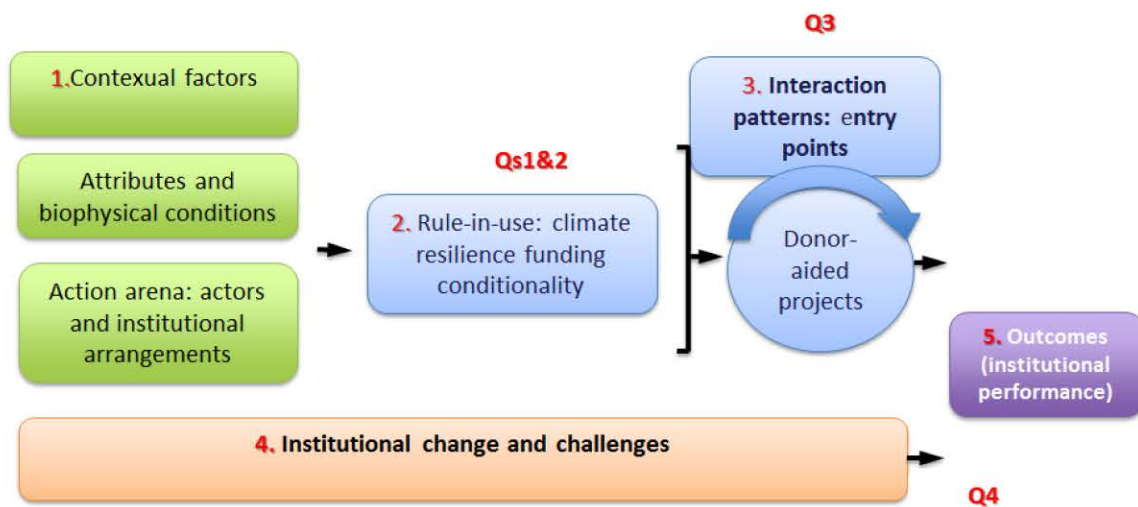 1.Contexual factors
Attributes and
biophysical conditions
Action arena: actors
and institutional
arrangements
Qs1&2
2. Rule-in-use: climate
resilience funding
conditionality
Q3
3. Interaction
patterns: entry
points
Donor-
aided
projects
5. Outcomes
(institutional
performance)
4. Institutional change and challenges
Q4